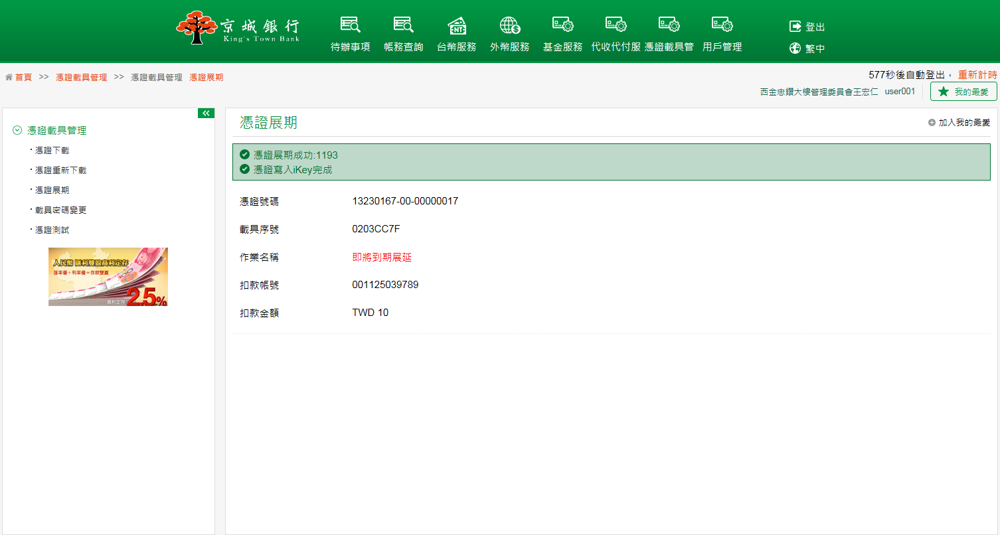 京城銀行
King's Town Bank
待辦事項 帳務查詢 台幣服務 外幣服務 基金服務 代收代付服 憑證載具管 用戶管理
NT
登出
繁中
首頁 >> 憑證載具管理 >> 憑證載具管理 憑證展期
577秒後自動登出， 重新計時
西金忠鑽大樓管理委員會王宏仁 user001
我的最愛
憑證載具管理
憑證下載
憑證重新下載
憑證展期
載具密碼變更
憑證測試
人民幣 匯利雙盈高利定存
匯率優+利率優=存款雙贏
高利定存 2.5%
憑證展期
加入我的最愛
憑證展期成功:1193
憑證寫入iKey完成
憑證號碼 13230167-00-00000017
載具序號 0203CC7F
作業名稱 即將到期展延
扣款帳號 001125039789
扣款金額 TWD 10